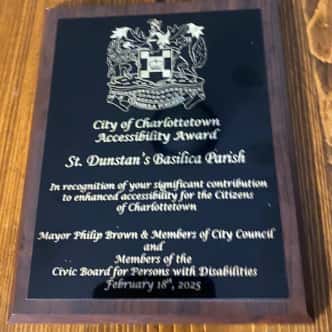 City of Charlottetown
Accessibility Award
St. Dunstan's Basilica Parish
In recognition of your significant contribution
to enhanced accessibility for the Citizens
of Charlottetown
Mayor Philip Brown & Members of City Council
and
Members of the
Civic Board for Persons with Disabilities
February 18th, 2025